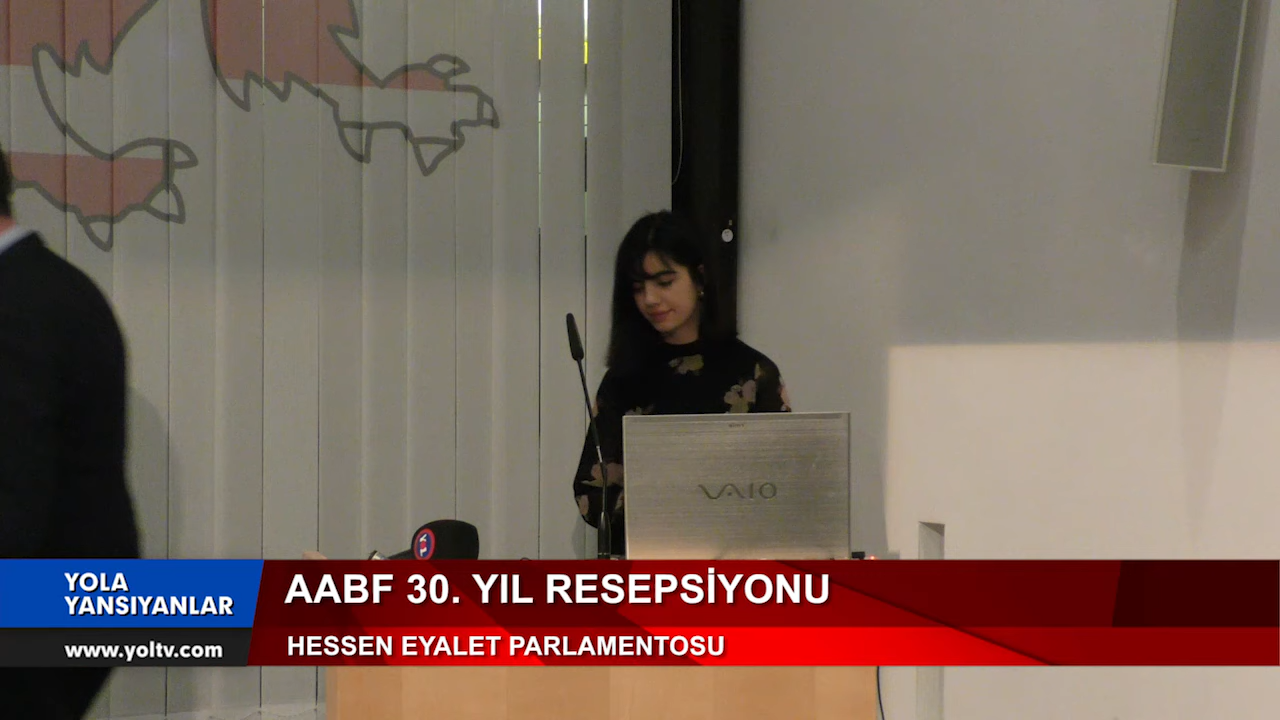 VAIO
YOLA
YANSIYANLAR
www.yoltv.com
AABF 30. YIL RESEPSİYONU
HESSEN EYALET PARLAMENTOSU